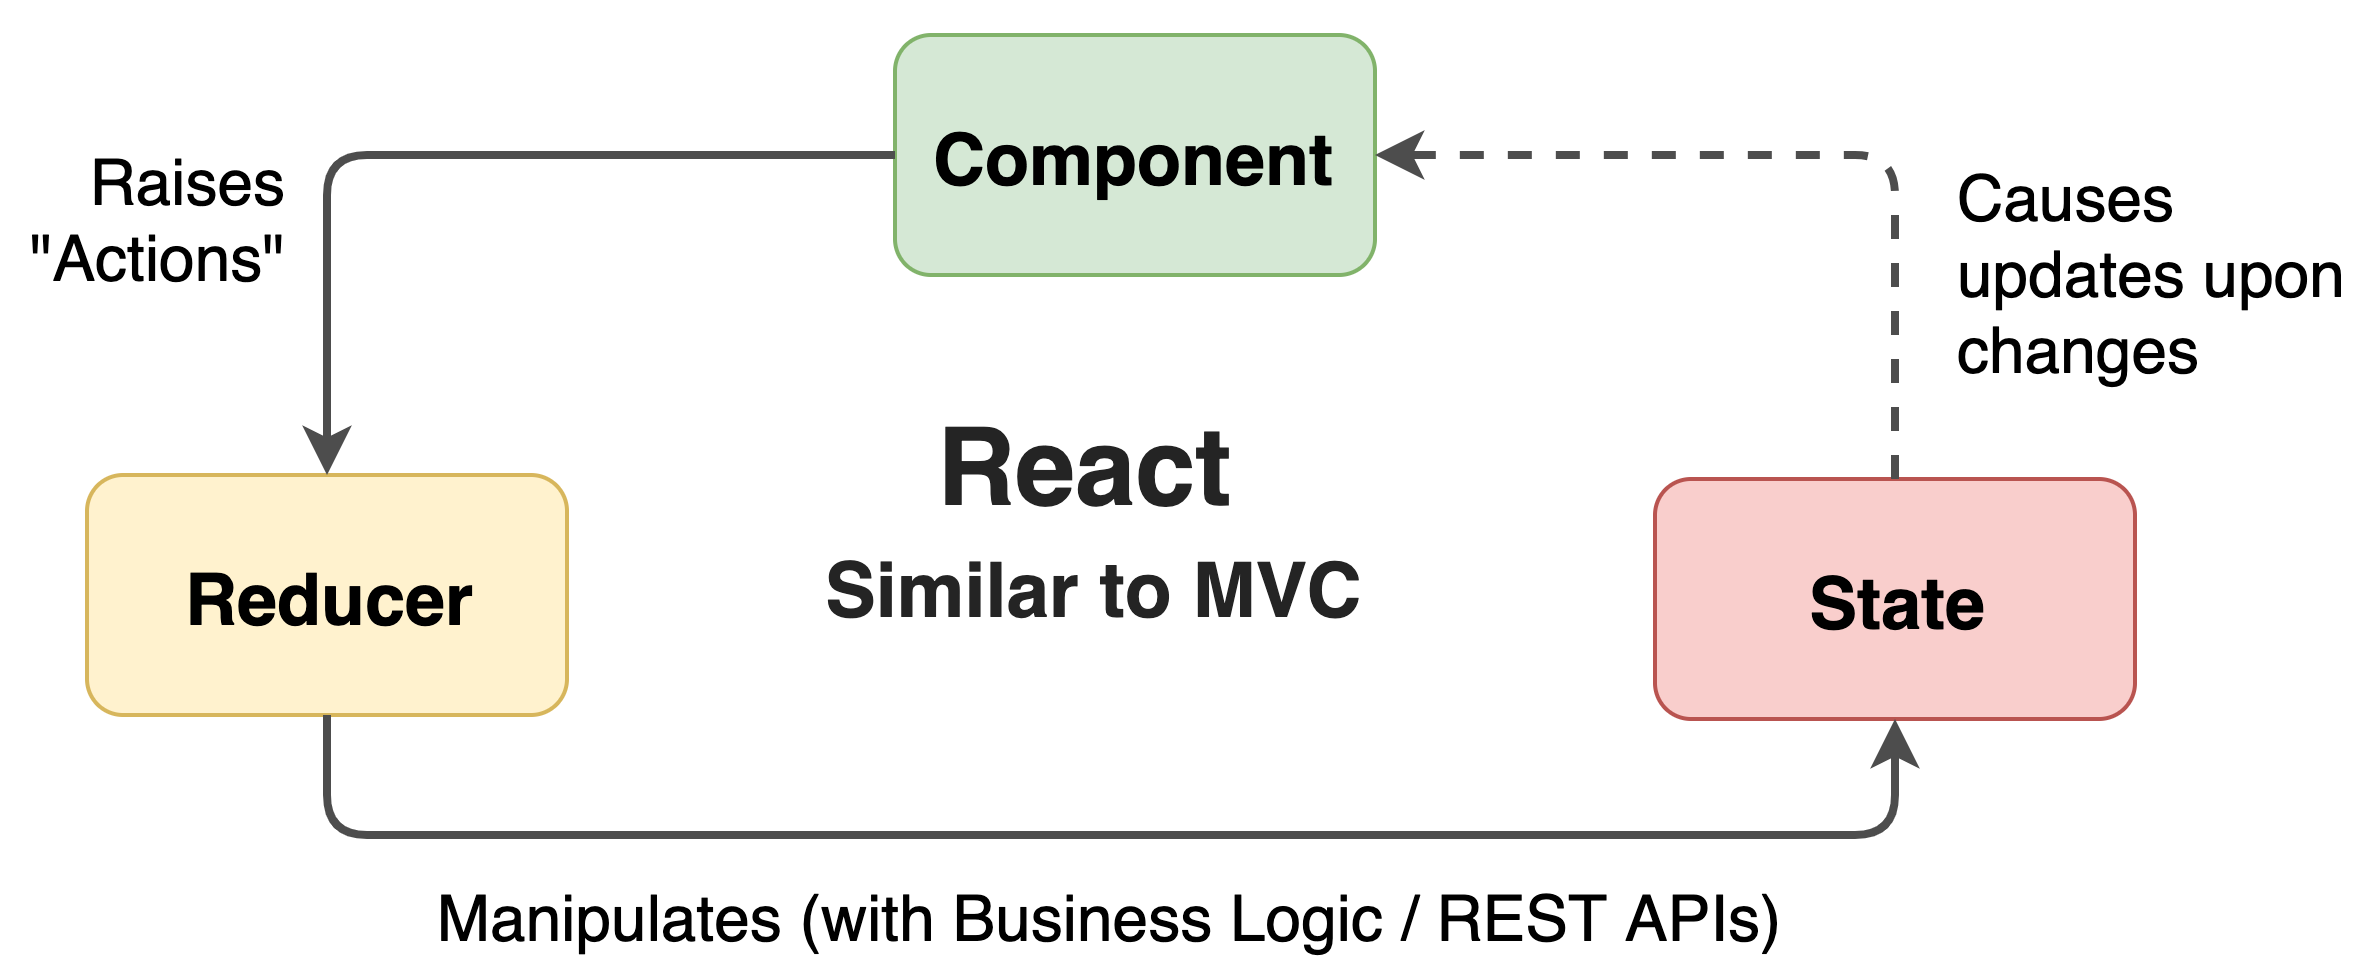 Component
Raises
"Actions"
Causes
updates upon
changes
React
Similar to MVC
Reducer
State
Manipulates (with Business Logic / REST APIs)